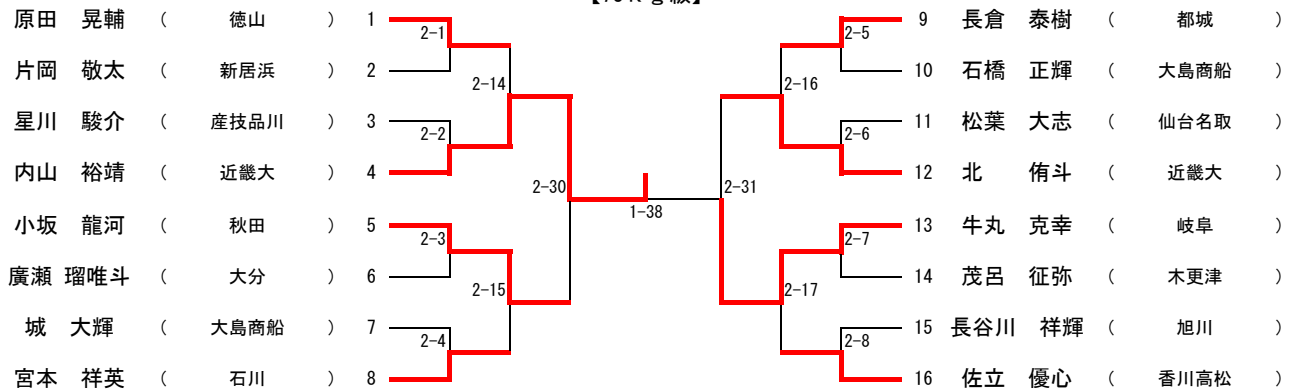 【73Kg級】
原田 晃輔 （ 徳山 ） 1
片岡 敬太 （ 新居浜 ） 2
星川 駿介 （ 産技品川 ） 3
内山 裕靖 （ 近畿大 ） 4
小坂 龍河 （ 秋田 ） 5
廣瀬 瑠唯斗 （ 大分 ） 6
城 大輝 （ 大島商船 ） 7
宮本 祥英 （ 石川 ） 8
2-1
2-2
2-3
2-4
2-14
2-15
2-30
1-38
2-31
2-16
2-17
2-5
2-6
2-7
2-8
9 長倉 泰樹 （ 都城 ）
10 石橋 正輝 （ 大島商船 ）
11 松葉 大志 （ 仙台名取 ）
12 北 侑斗 （ 近畿大 ）
13 牛丸 克幸 （ 岐阜 ）
14 茂呂 征弥 （ 木更津 ）
15 長谷川 祥輝 （ 旭川 ）
16 佐立 優心 （ 香川高松 ）